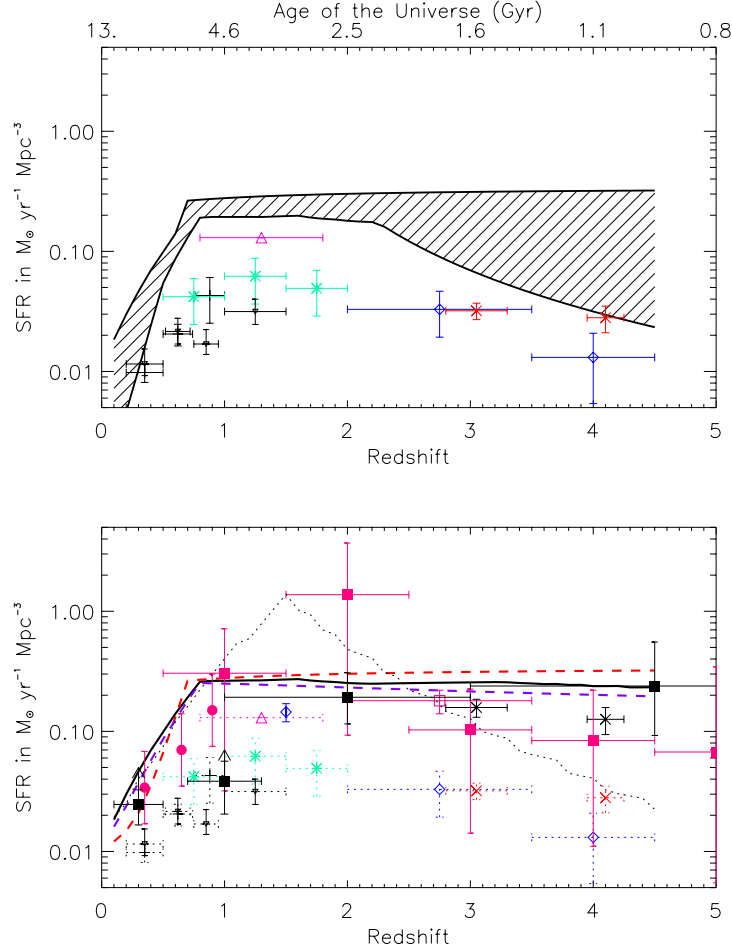 Age of the Universe (Gyr)
13. 4.6 2.5 1.6 1.1 0.8
1.00
0.10
0.01
SFR in M⊙ yr⁻¹ Mpc⁻³
0 1 2 3 4 5
Redshift
1.00
0.10
0.01
SFR in M⊙ yr⁻¹ Mpc⁻³
0 1 2 3 4 5
Redshift